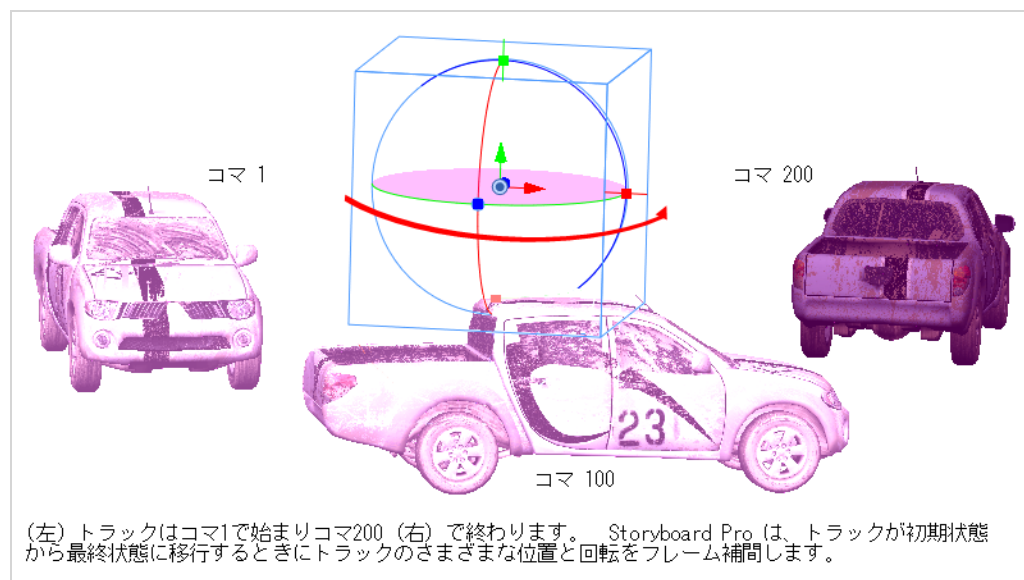 コマ 1
コマ 200
23
コマ 100
(左) トラックはコマ1で始まりコマ200 (右) で終わります。 Storyboard Pro は、トラックが初期状態
から最終状態に移行するときにトラックのさまざまな位置と回転をフレーム補間します。